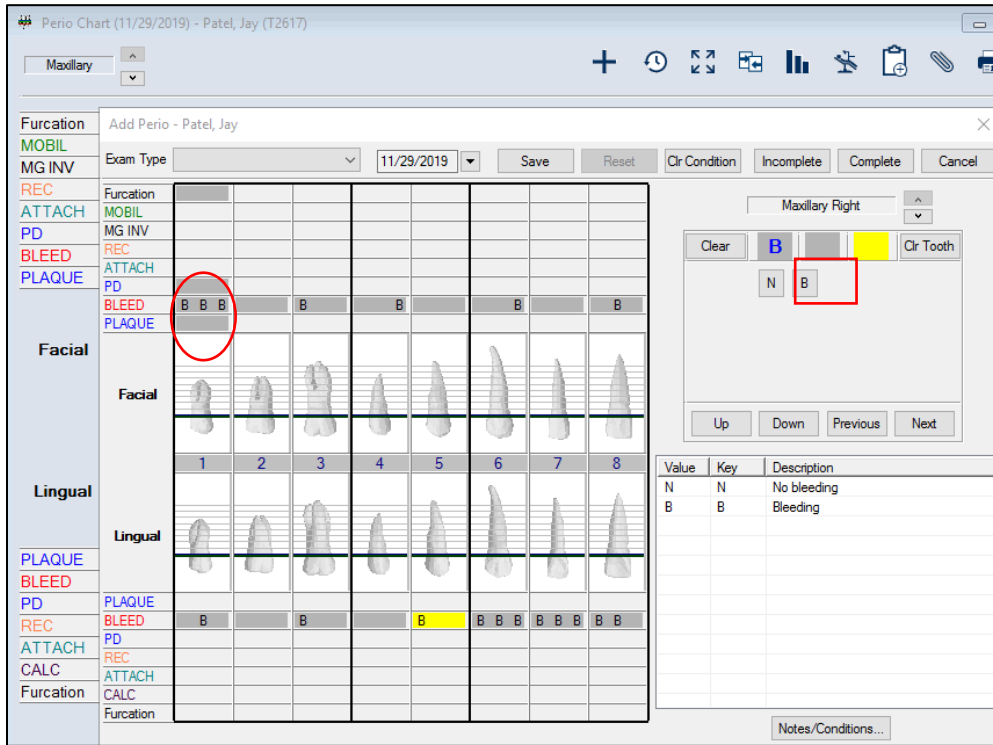 Perio Chart (11/29/2019) - Patel, Jay (T2617)
Maxillary
Furcation
MOBIL
MG INV
REC
ATTACH
PD
BLEED
PLAQUE
Facial
Lingual
PLAQUE
BLEED
PD
REC
ATTACH
CALC
Furcation
Add Perio - Patel, Jay
Exam Type 11/29/2019 Save Reset Clr Condition Incomplete Complete Cancel
Furcation
MOBIL
MG INV
REC
ATTACH
PD
BLEED B B B B B B B
PLAQUE
Facial
1 2 3 4 5 6 7 8
Lingual
PLAQUE
BLEED B B B B B B B B B B B
PD
REC
ATTACH
CALC
Furcation
Maxillary Right
Clear B Clr Tooth
N B
Up Down Previous Next
Value Key Description
N N No bleeding
B B Bleeding
Notes/Conditions...